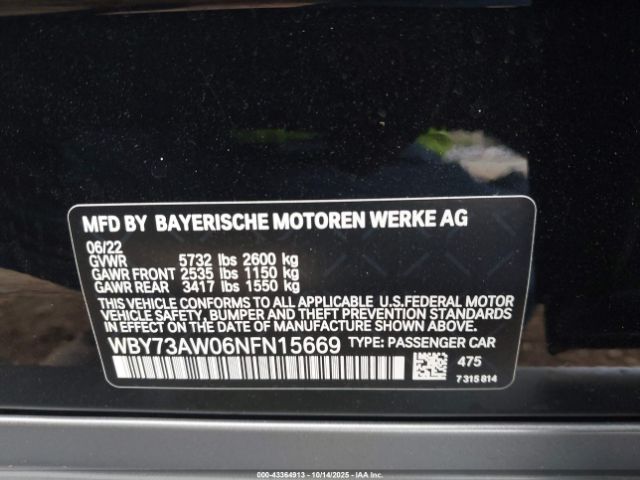 MFD BY BAYERISCHE MOTOREN WERKE AG
06/22
GVWR 5732 lbs 2600 kg
GAWR FRONT 2535 lbs 1150 kg
GAWR REAR 3417 lbs 1550 kg
THIS VEHICLE CONFORMS TO ALL APPLICABLE U.S.FEDERAL MOTOR
VEHICLE SAFETY, BUMPER AND THEFT PREVENTION STANDARDS
IN EFFECT ON THE DATE OF MANUFACTURE SHOWN ABOVE.
WBY73AW06NFN15669 TYPE: PASSENGER CAR
475
7 315 814
000-43364913 - 10/14/2025 - Copyright © IAA, Inc.